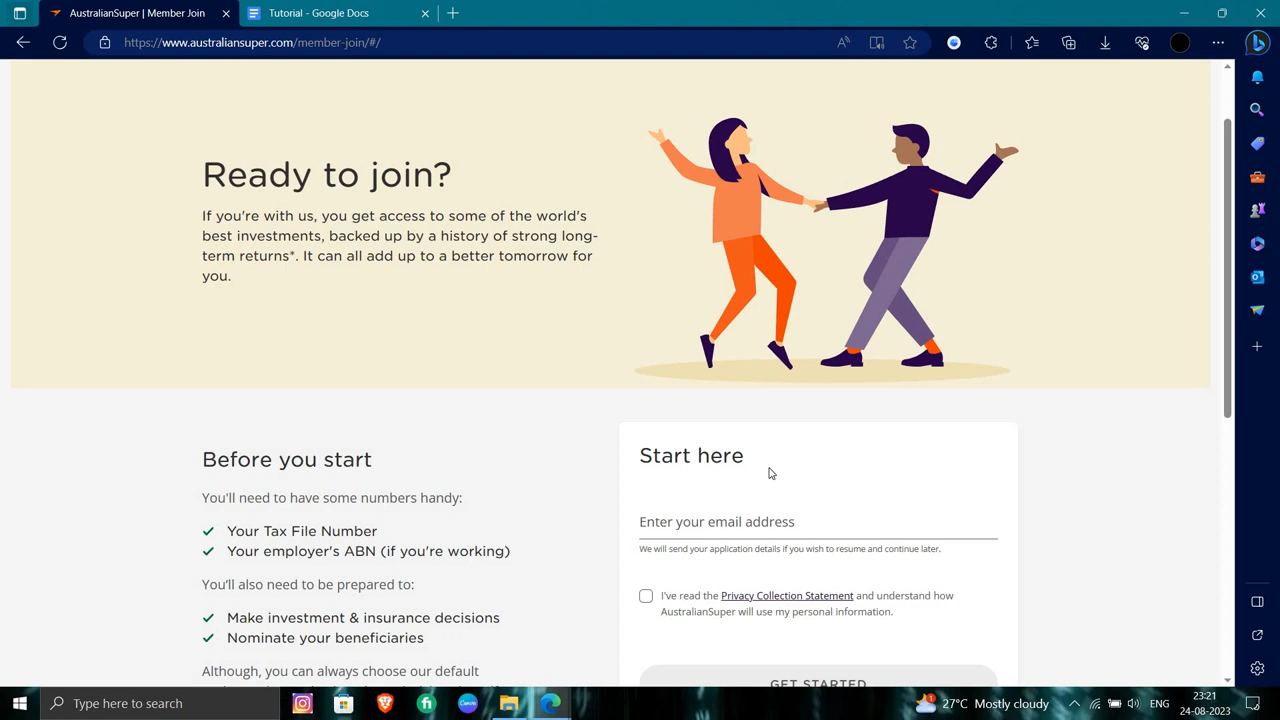 AustralianSuper | Member Join
Tutorial - Google Docs
https://www.australiansuper.com/member-join/#/
Ready to join?
If you're with us, you get access to some of the world's
best investments, backed up by a history of strong long-
term returns*. It can all add up to a better tomorrow for
you.
Before you start
You'll need to have some numbers handy:
Your Tax File Number
Your employer's ABN (if you're working)
You'll also need to be prepared to:
Make investment & insurance decisions
Nominate your beneficiaries
Although, you can always choose our default
Start here
Enter your email address
We will send your application details if you wish to resume and continue later.
I've read the Privacy Collection Statement and understand how
AustralianSuper will use my personal information.
GET STARTED
Type here to search
27°C Mostly cloudy
ENG
23:21
24-08-2023